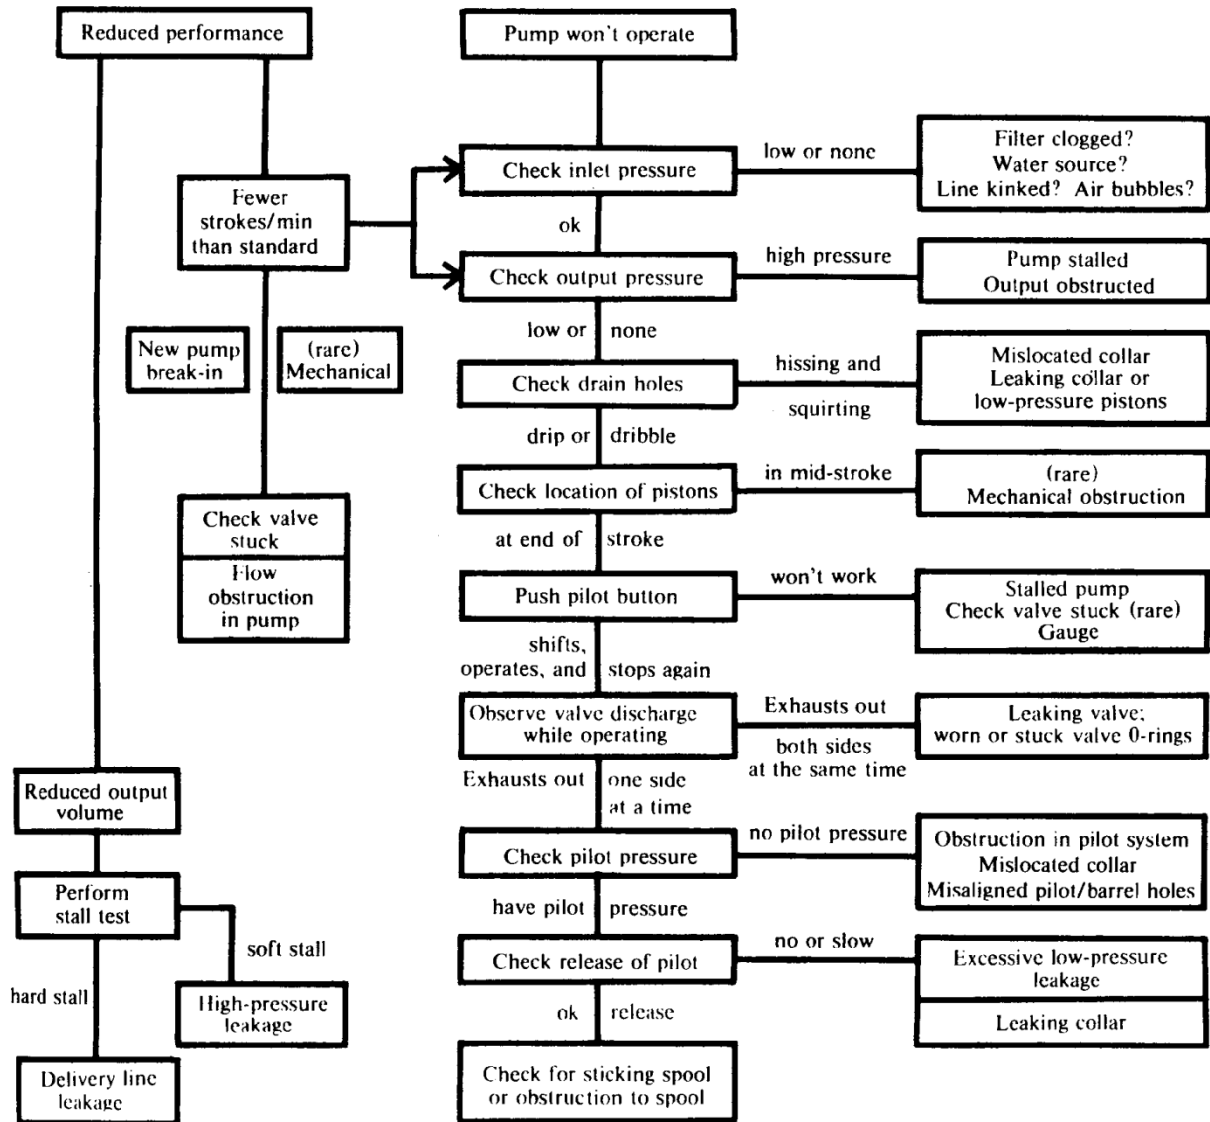 Reduced performance
Pump won't operate
Check inlet pressure
low or none
Filter clogged?
Water source?
Line kinked? Air bubbles?
Fewer
strokes/min
than standard
ok
Check output pressure
high pressure
Pump stalled
Output obstructed
low or none
New pump
break-in
(rare)
Mechanical
Check drain holes
hissing and
squirting
Mislocated collar
Leaking collar or
low-pressure pistons
drip or dribble
Check location of pistons
in mid-stroke
(rare)
Mechanical obstruction
Check valve
stuck
Flow
obstruction
in pump
at end of stroke
Push pilot button
won't work
Stalled pump
Check valve stuck (rare)
Gauge
shifts,
operates, and stops again
Observe valve discharge
while operating
Exhausts out
both sides
at the same time
Leaking valve;
worn or stuck valve O-rings
Exhausts out one side
at a time
Reduced output
volume
Check pilot pressure
no pilot pressure
Obstruction in pilot system
Mislocated collar
Misaligned pilot/barrel holes
Perform
stall test
have pilot pressure
soft stall
hard stall
High-pressure
leakage
Check release of pilot
no or slow
Excessive low-pressure
leakage
Leaking collar
ok release
Delivery line
leakage
Check for sticking spool
or obstruction to spool